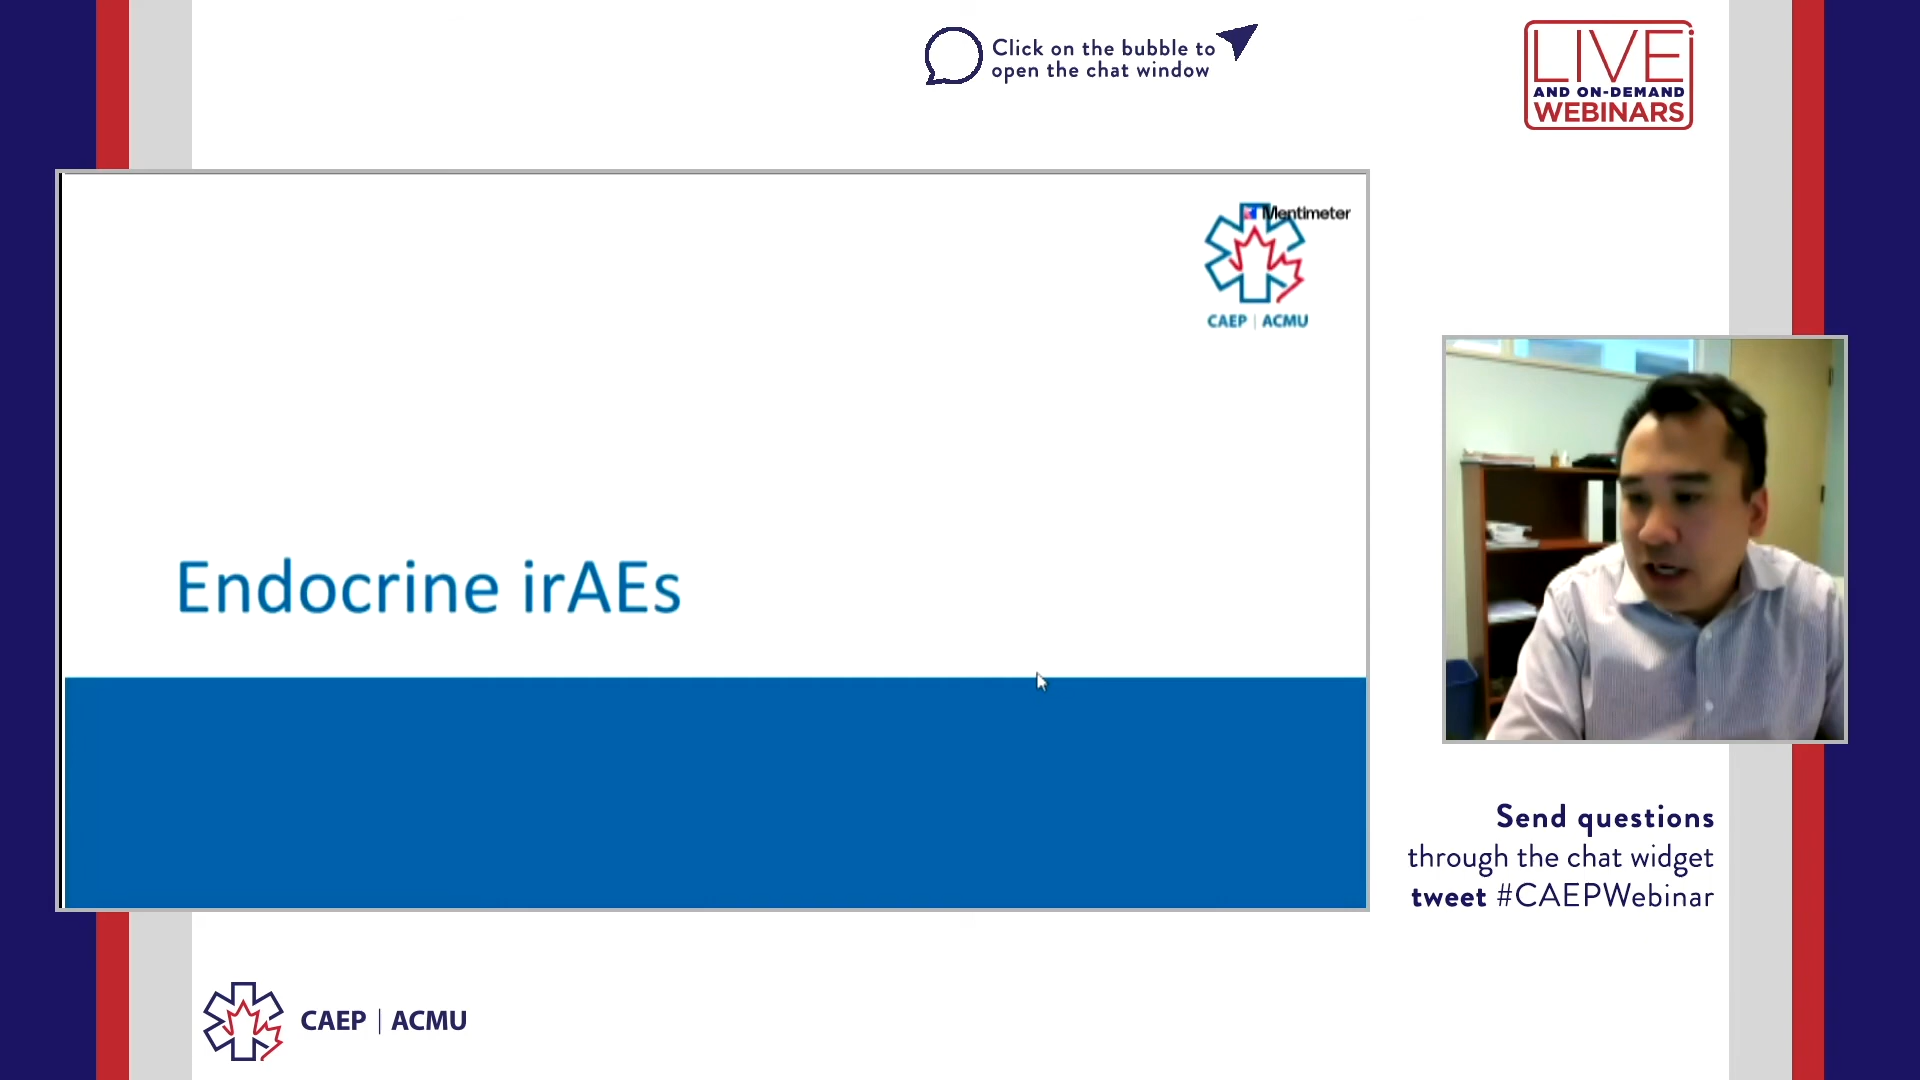 Click on the bubble to
open the chat window
LIVE
AND ON-DEMAND
WEBINARS
Mentimeter
CAEP | ACMU
Endocrine irAEs
Send questions
through the chat widget
tweet #CAEPWebinar
CAEP | ACMU